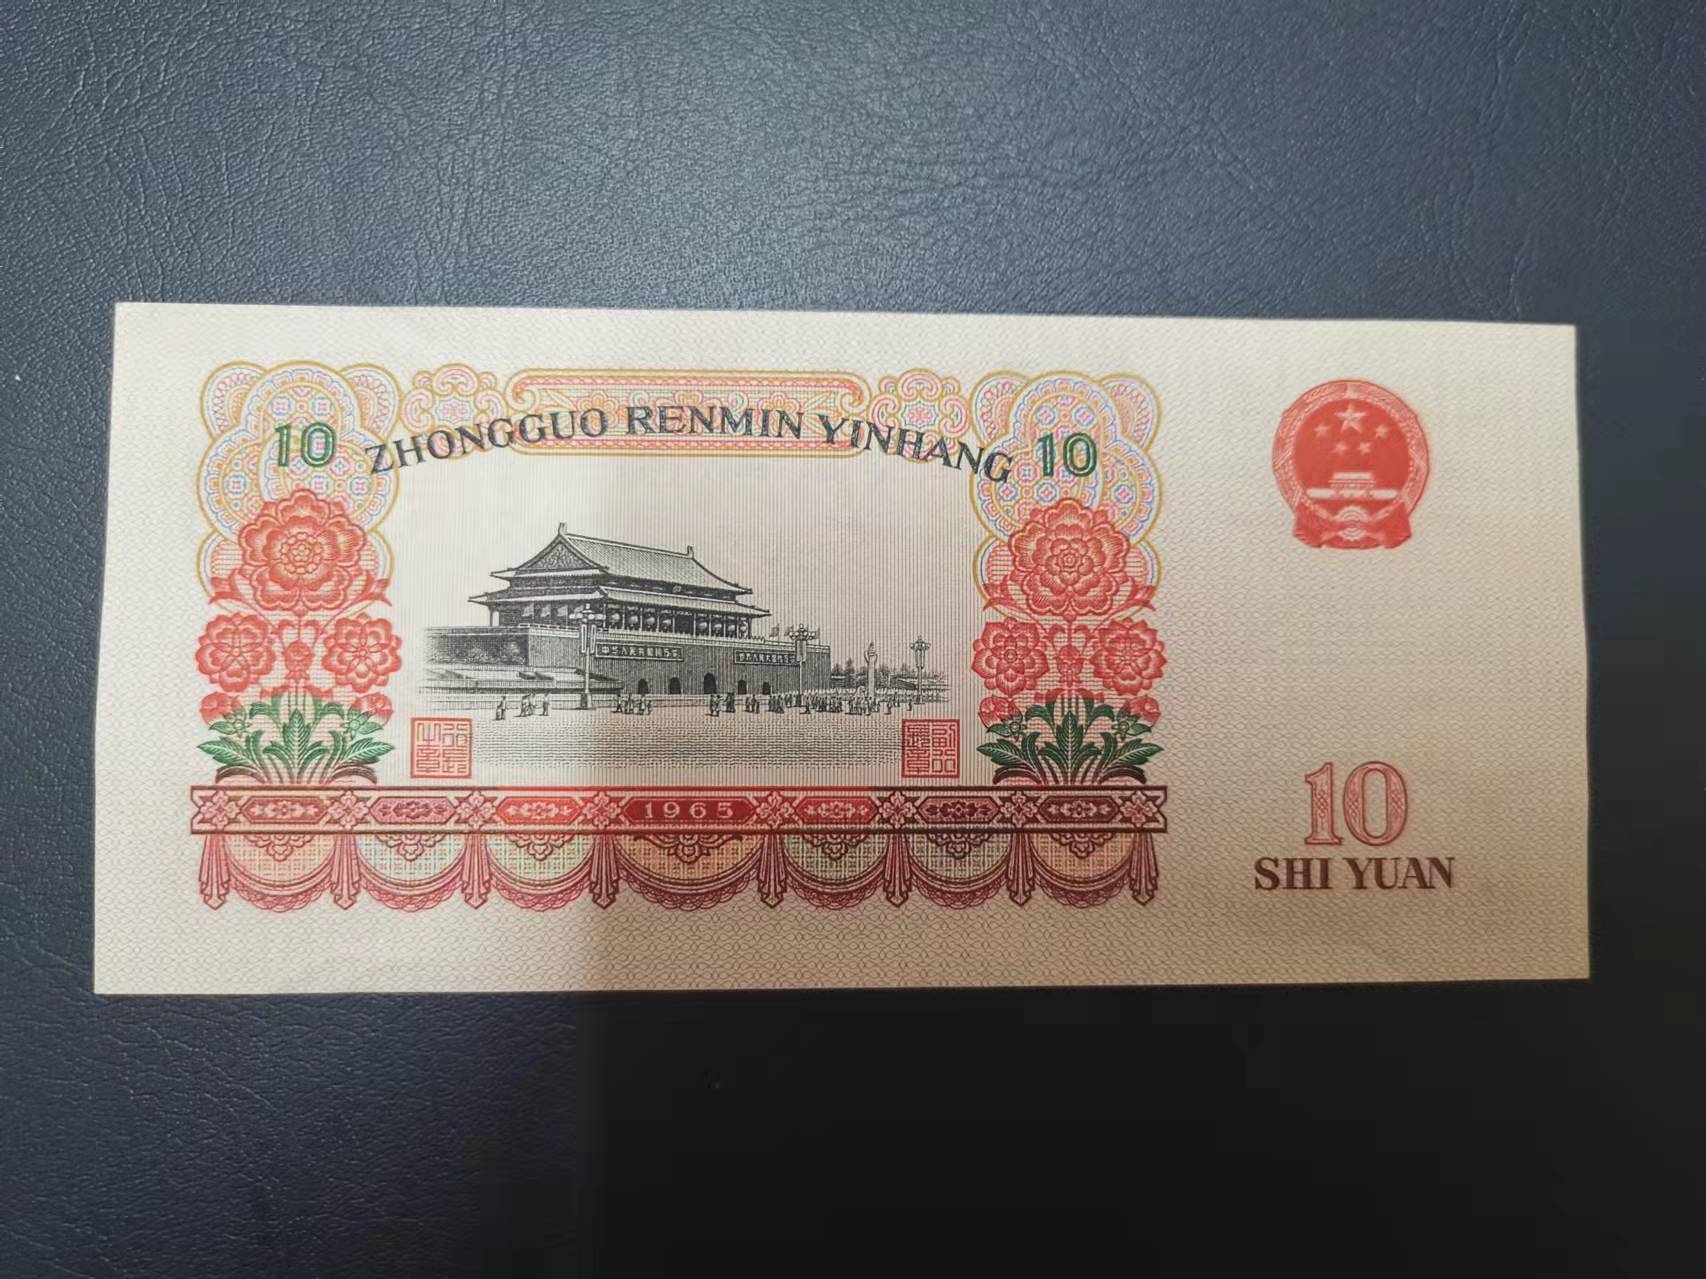 10 ZHONGGUO RENMIN YINHANG 10
1965
10
SHI YUAN